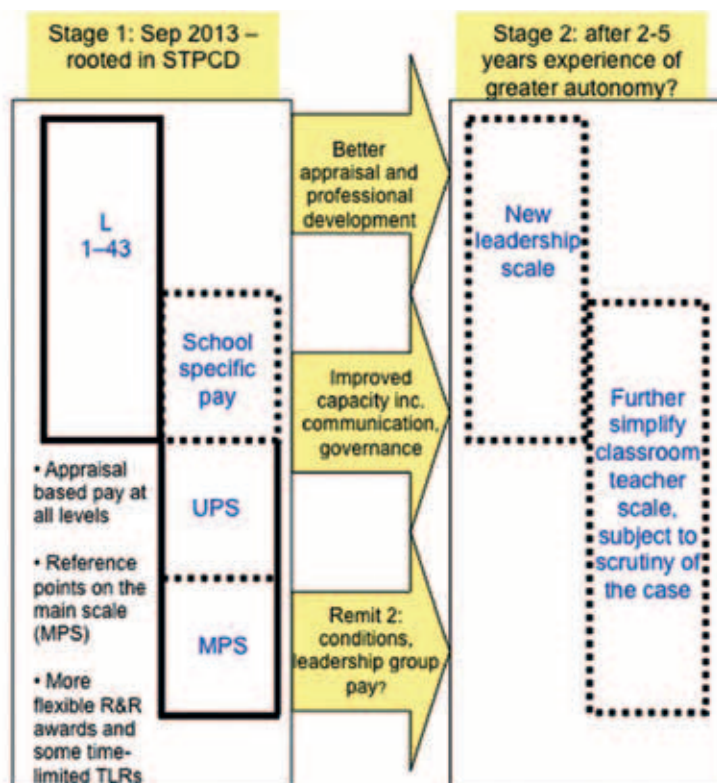 Stage 1: Sep 2013 –
rooted in STPCD
L
1–43
School
specific
pay
UPS
MPS
• Appraisal
based pay at
all levels
• Reference
points on the
main scale
(MPS)
• More
flexible R&R
awards and
some time-
limited TLRs
Better
appraisal and
professional
development
Improved
capacity inc.
communication,
governance
Remit 2:
conditions,
leadership group
pay?
Stage 2: after 2-5
years experience of
greater autonomy?
New
leadership
scale
Further
simplify
classroom
teacher
scale,
subject to
scrutiny of
the case